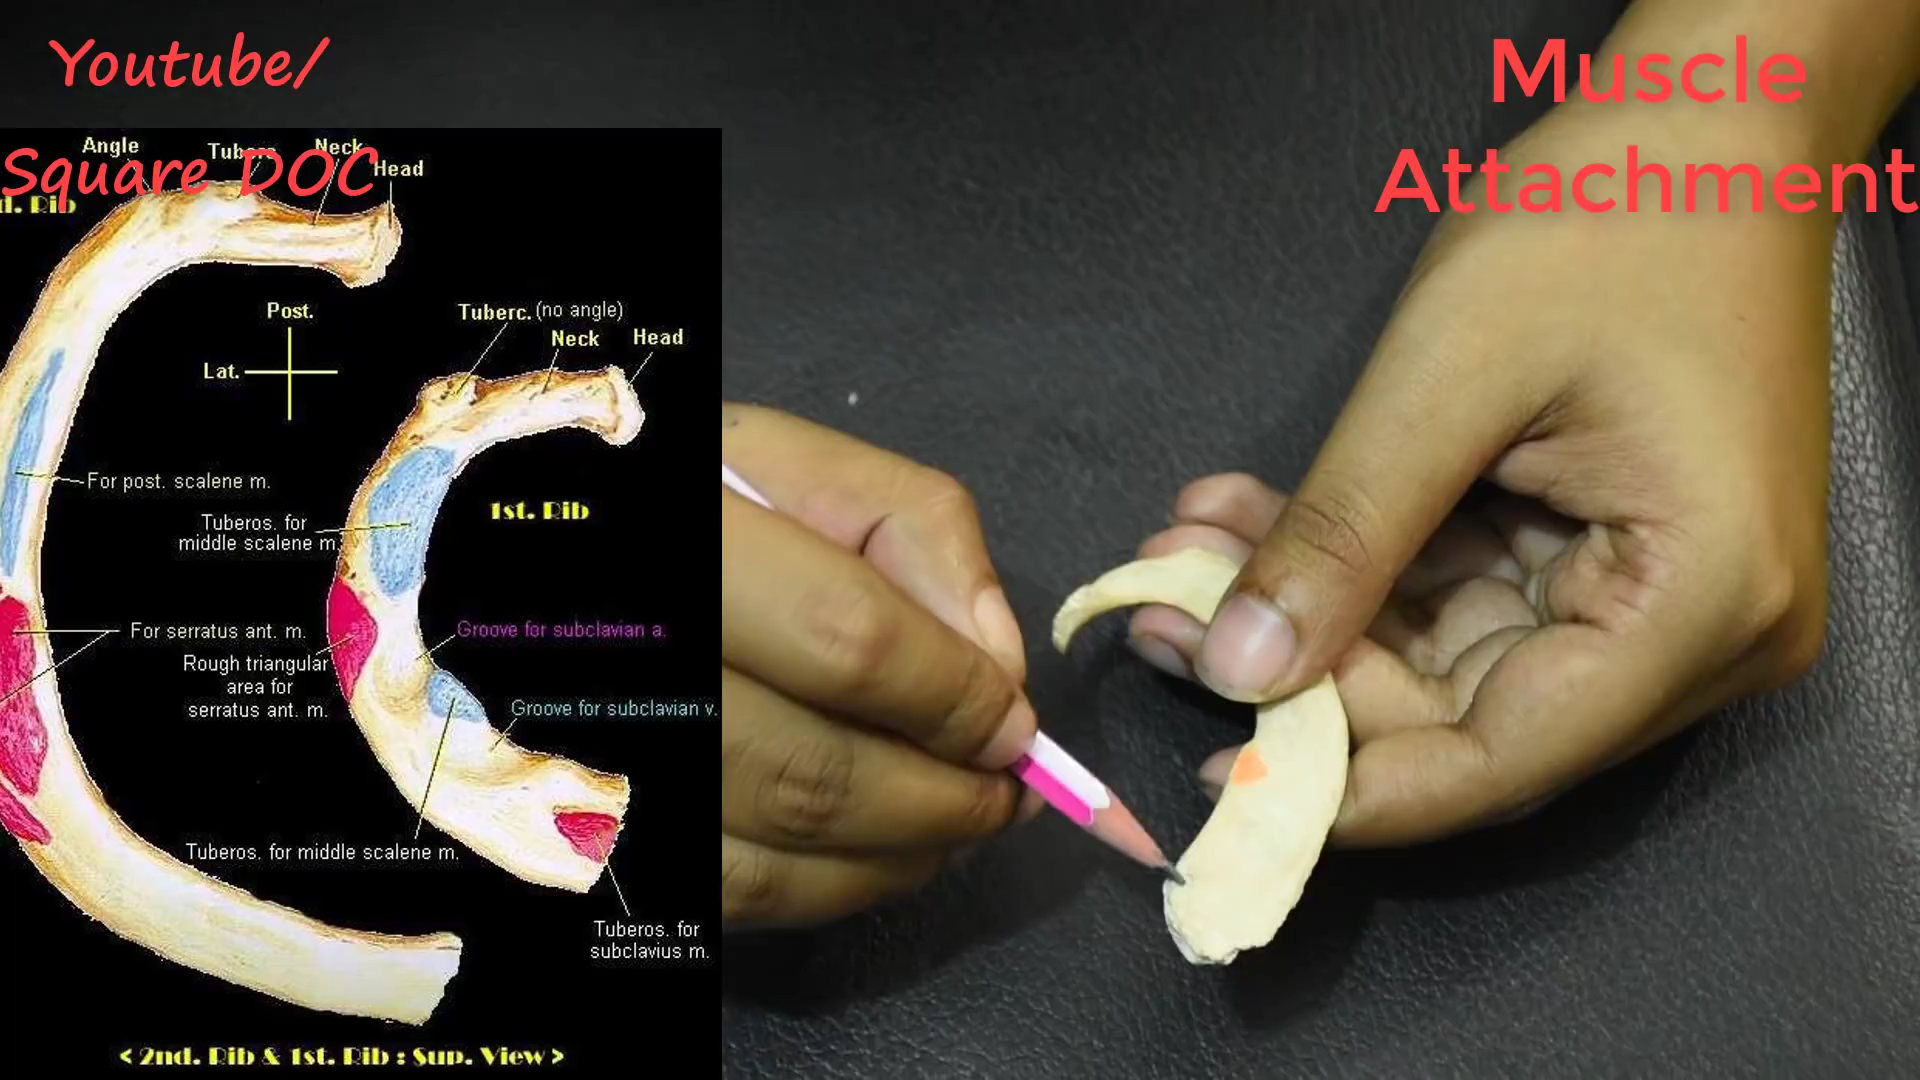 Youtube/
Square DOC
Muscle
Attachment
Angle
Neck
Head
Rib
Post.
Lat.
Tuberc. (no angle)
Neck
Head
For post. scalene m.
Tuberos. for
middle scalene m.
1st. Rib
For serratus ant. m.
Groove for subclavian a.
Rough triangular
area for
serratus ant. m.
Groove for subclavian v.
Tuberos. for middle scalene m.
Tuberos. for
subclavius m.
< 2nd. Rib & 1st. Rib : Sup. View >